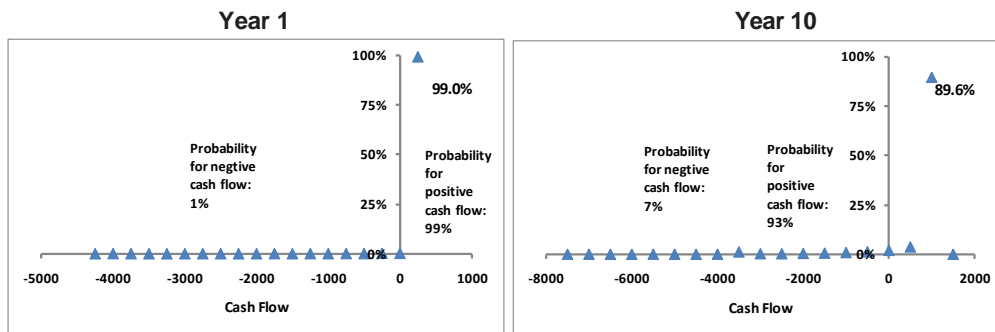 Year 1
100%
99.0%
75%
Probability
for negtive
cash flow:
1%
50%
Probability
for
positive
cash flow:
99%
25%
0%
-5000 -4000 -3000 -2000 -1000 0 1000
Cash Flow
Year 10
100%
89.6%
75%
Probability
for negtive
cash flow:
7%
Probability
for
positive
cash flow:
93%
50%
25%
0%
-8000 -6000 -4000 -2000 0 2000
Cash Flow